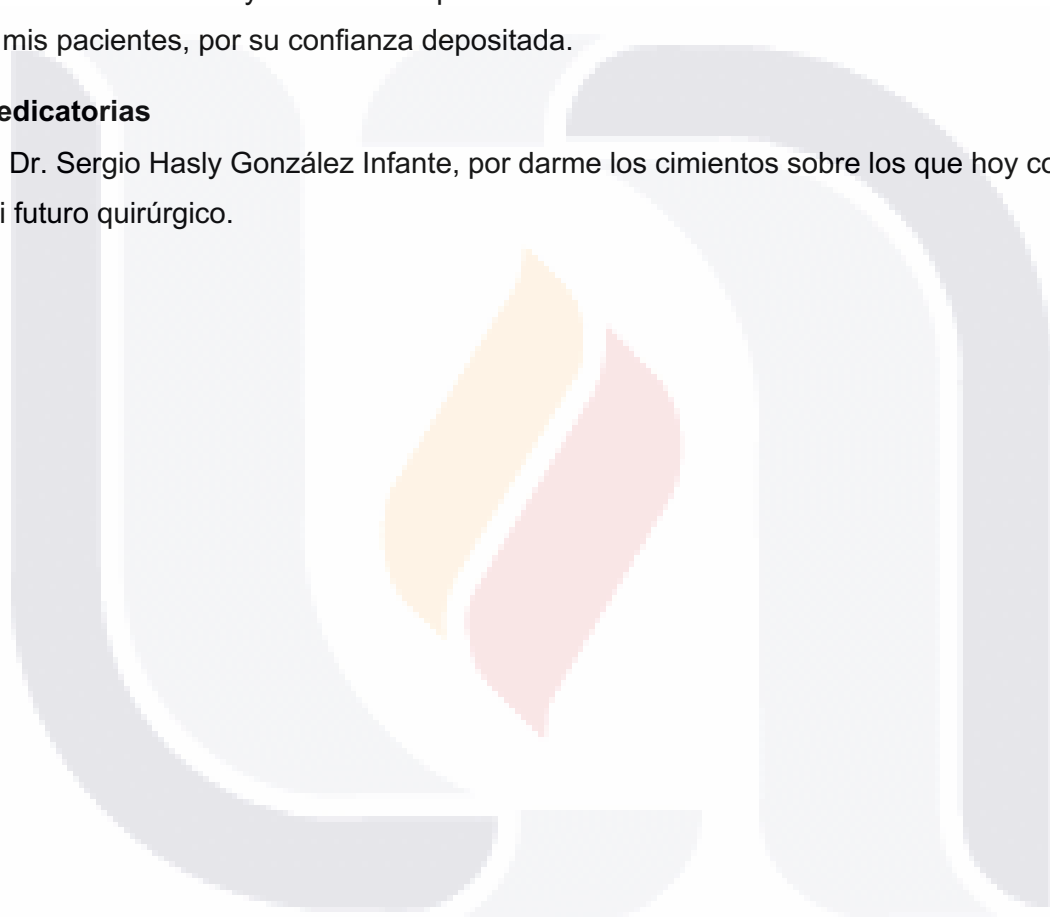 mis pacientes, por su confianza depositada.
edicatorias
Dr. Sergio Hasly González Infante, por darme los cimientos sobre los que hoy co
i futuro quirúrgico.